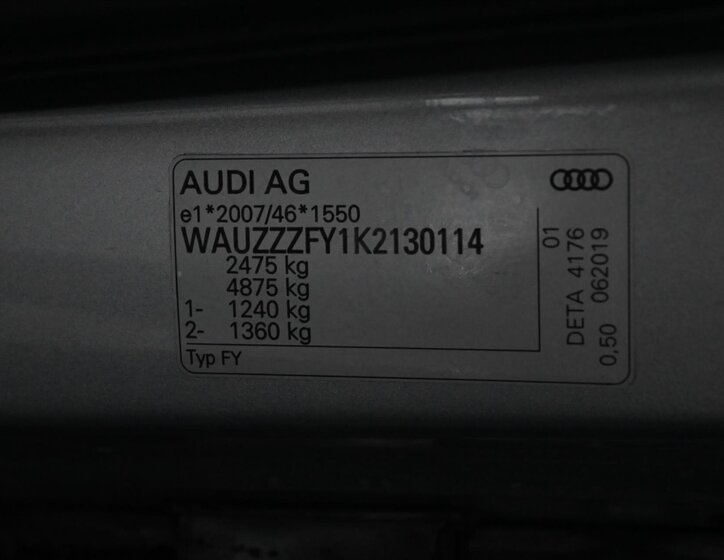 AUDI AG
e1*2007/46*1550
WAUZZZFY1K2130114
2475 kg
4875 kg
1- 1240 kg
2- 1360 kg
Typ FY
01
DETA 4176
0,50 062019